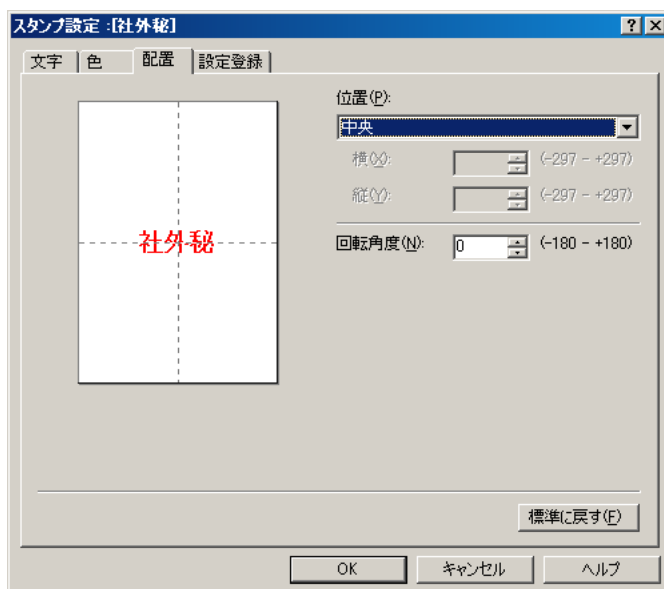 スタンプ設定 :[社外秘]
文字 色 配置 設定登録
位置(P):
中央
横(X): (-297 - +297)
縦(Y): (-297 - +297)
社外秘
回転角度(N): 0 (-180 - +180)
標準に戻す(F)
OK キャンセル ヘルプ